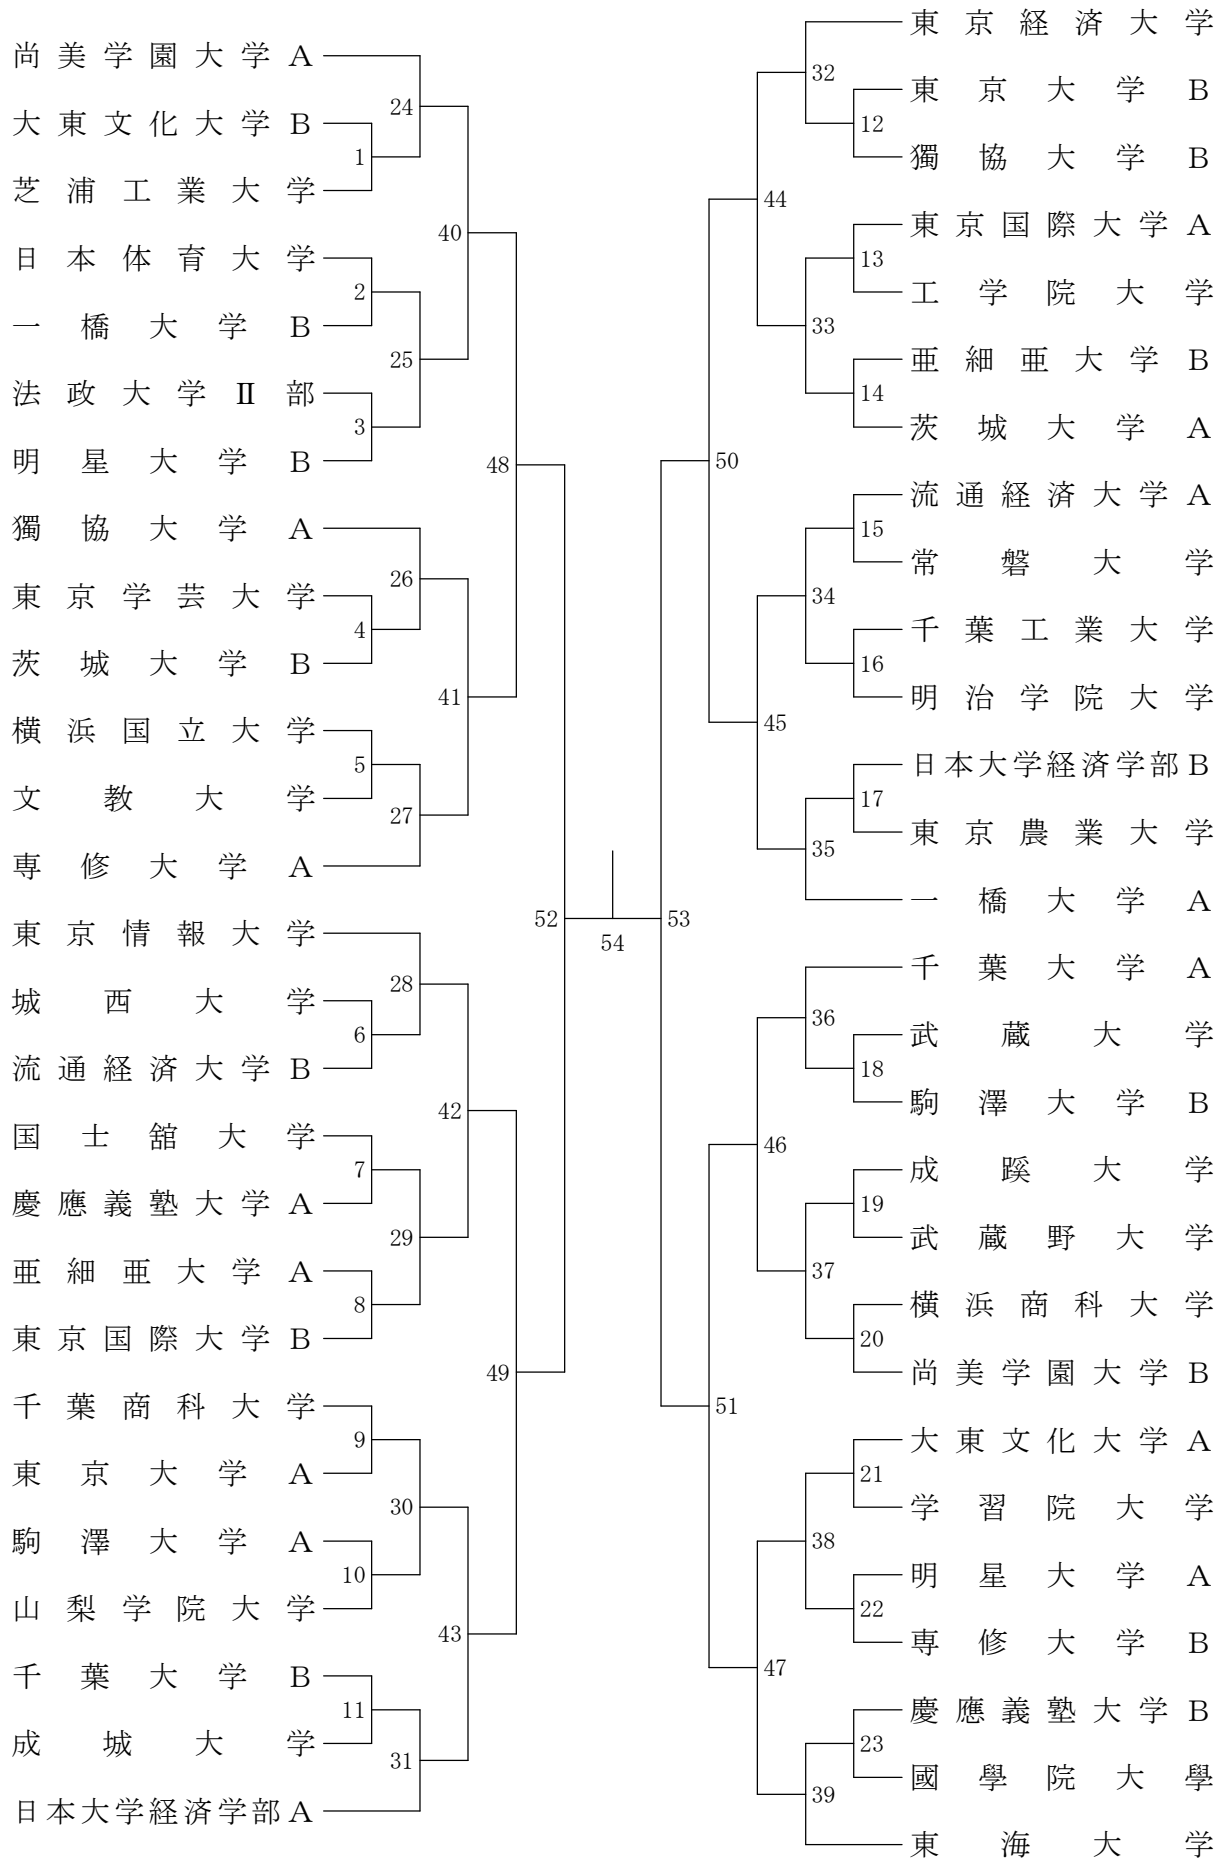 尚美学園大学A
大東文化大学B
芝浦工業大学
日本体育大学
一橋大学B
法政大学Ⅱ部
明星大学B
獨協大学A
東京学芸大学
茨城大学B
横浜国立大学
文教大学
専修大学A
東京情報大学
城西大学
流通経済大学B
国士舘大学
慶應義塾大学A
亜細亜大学A
東京国際大学B
千葉商科大学
東京大学A
駒澤大学A
山梨学院大学
千葉大学B
成城大学
日本大学経済学部A
1
2
3
4
5
6
7
8
9
10
11
24
25
26
27
28
29
30
31
40
41
42
43
48
49
52
54
53
50
51
44
45
46
47
32
33
34
35
36
37
38
39
12
13
14
15
16
17
18
19
20
21
22
23
東京経済大学
東京大学B
獨協大学B
東京国際大学A
工学院大学
亜細亜大学B
茨城大学A
流通経済大学A
常磐大学
千葉工業大学
明治学院大学
日本大学経済学部B
東京農業大学
一橋大学A
千葉大学A
武蔵大学
駒澤大学B
成蹊大学
武蔵野大学
横浜商科大学
尚美学園大学B
大東文化大学A
学習院大学
明星大学A
専修大学B
慶應義塾大学B
國學院大學
東海大学